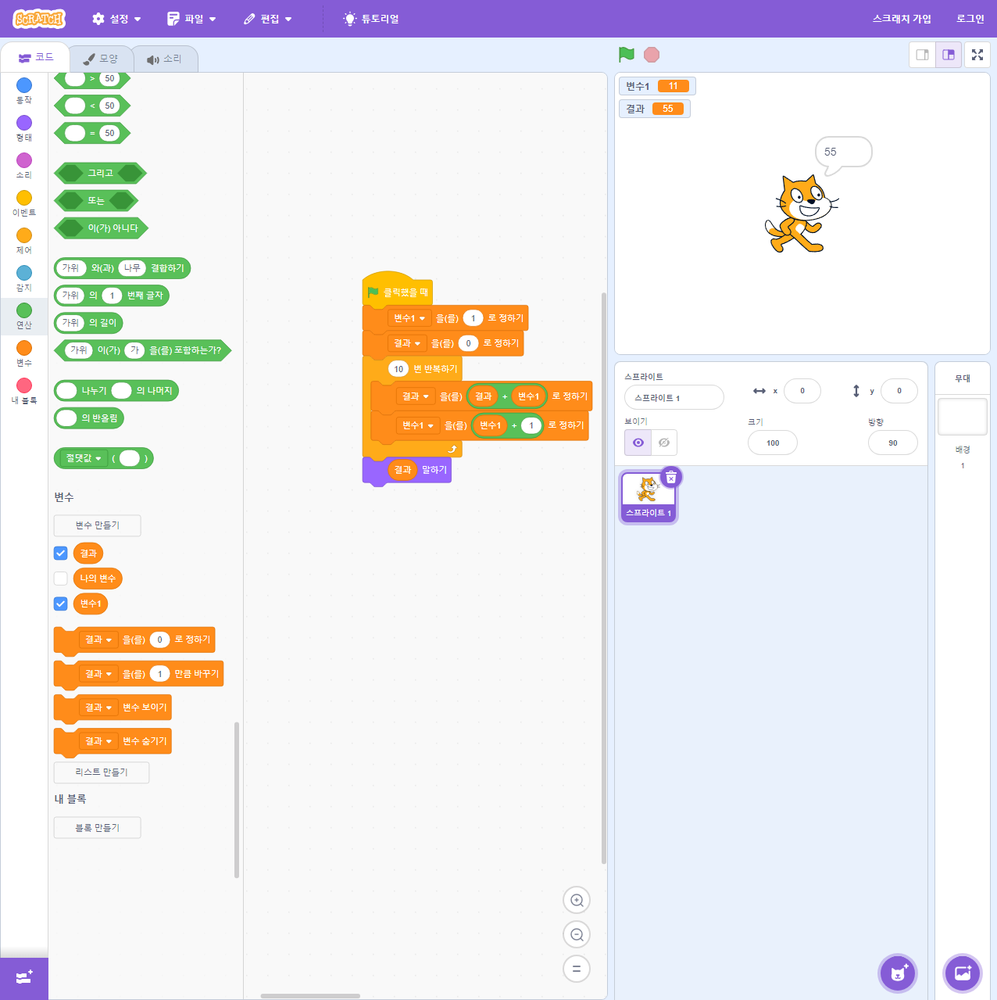 SCRATCH 설정 파일 편집 튜토리얼 스크래치 가입 로그인
코드 모양 소리
동작
형태
소리
이벤트
제어
감지
연산
변수
내 블록
> 50
< 50
= 50
그리고
또는
이(가) 아니다
가위 와(과) 나무 결합하기
가위 의 1 번째 글자
가위 의 길이
가위 이(가) 가 을(를) 포함하는가?
나누기 의 나머지
의 반올림
절댓값 ( )
변수
변수 만들기
결과
나의 변수
변수1
결과 을(를) 0 로 정하기
결과 을(를) 1 만큼 바꾸기
결과 변수 보이기
결과 변수 숨기기
리스트 만들기
내 블록
블록 만들기
클릭했을 때
변수1 을(를) 1 로 정하기
결과 을(를) 0 로 정하기
10 번 반복하기
결과 을(를) 결과 + 변수1 로 정하기
변수1 을(를) 변수1 + 1 로 정하기
결과 말하기
변수1 11
결과 55
55
스프라이트
스프라이트 1
x 0
y 0
보이기
크기
100
방향
90
스프라이트 1
무대
배경
1